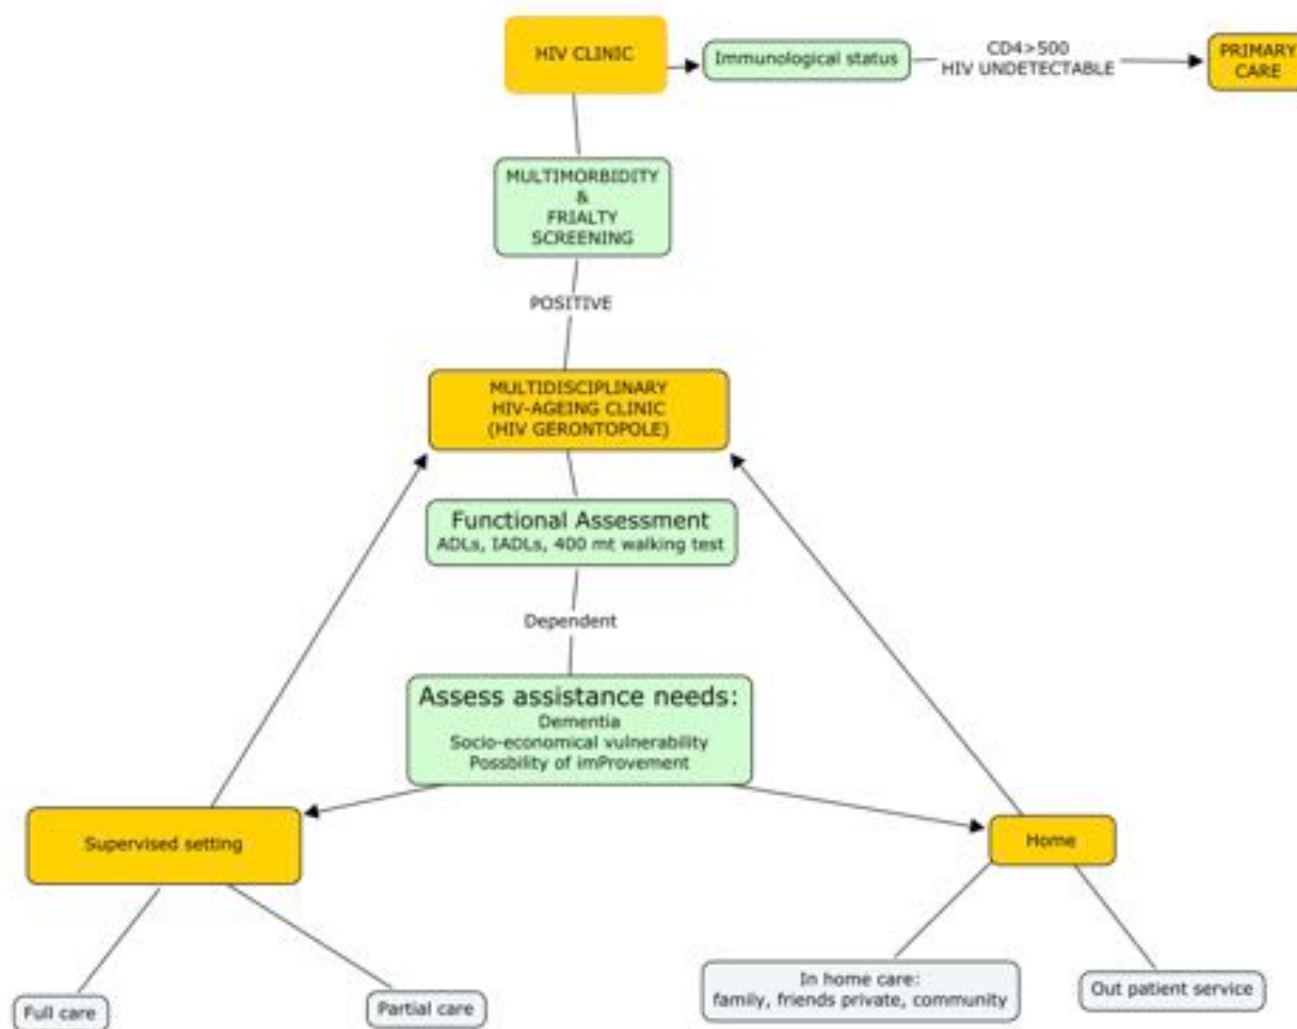 HIV CLINIC
Immunological status
CD4>500
HIV UNDETECTABLE
PRIMARY
CARE
MULTIMORBIDITY
&
FRIALTY
SCREENING
POSITIVE
MULTIDISCIPLINARY
HIV-AGEING CLINIC
(HIV GERONTOPOLE)
Functional Assessment
ADLs, IADLs, 400 mt walking test
Dependent
Assess assistance needs:
Dementia
Socio-economical vulnerability
Possbility of imProvement
Supervised setting
Home
Full care
Partial care
In home care:
family, friends private, community
Out patient service